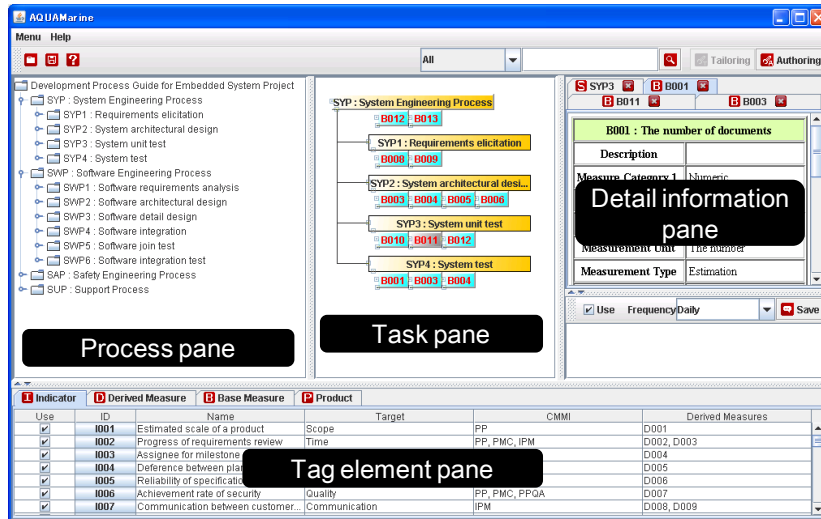 AQUAMarine
Menu Help
All
Tailoring
Authoring
Development Process Guide for Embedded System Project
SYP : System Engineering Process
SYP1 : Requirements elicitation
SYP2 : System architectural design
SYP3 : System unit test
SYP4 : System test
SWP : Software Engineering Process
SWP1 : Software requirements analysis
SWP2 : Software architectural design
SWP3 : Software detail design
SWP4 : Software integration
SWP5 : Software join test
SWP6 : Software integration test
SAP : Safety Engineering Process
SUP : Support Process
Process pane
SYP : System Engineering Process
B012 B013
SYP1 : Requirements elicitation
B008 B009
SYP2 : System architectural desi...
B003 B004 B005 B006
SYP3 : System unit test
B010 B011 B012
SYP4 : System test
B001 B003 B004
Task pane
S SYP3 B B001
B B011 B B003
B001 : The number of documents
Description
Measure Category 1 Numeric
Detail information
pane
Measurement Unit The number
Measurement Type Estimation
Use Frequency Daily Save
I Indicator D Derived Measure B Base Measure P Product
Use ID Name Target CMMI Derived Measures
I001 Estimated scale of a product Scope PP D001
I002 Progress of requirements review Time PP, PMC, IPM D002, D003
I003 Assignee for milestone D004
I004 Deference between D005
I005 Reliability of D006
Tag element pane
I006 Achievement rate of security Quality PP, PMC, PPQA D007
I007 Communication between customer... Communication IPM D008, D009